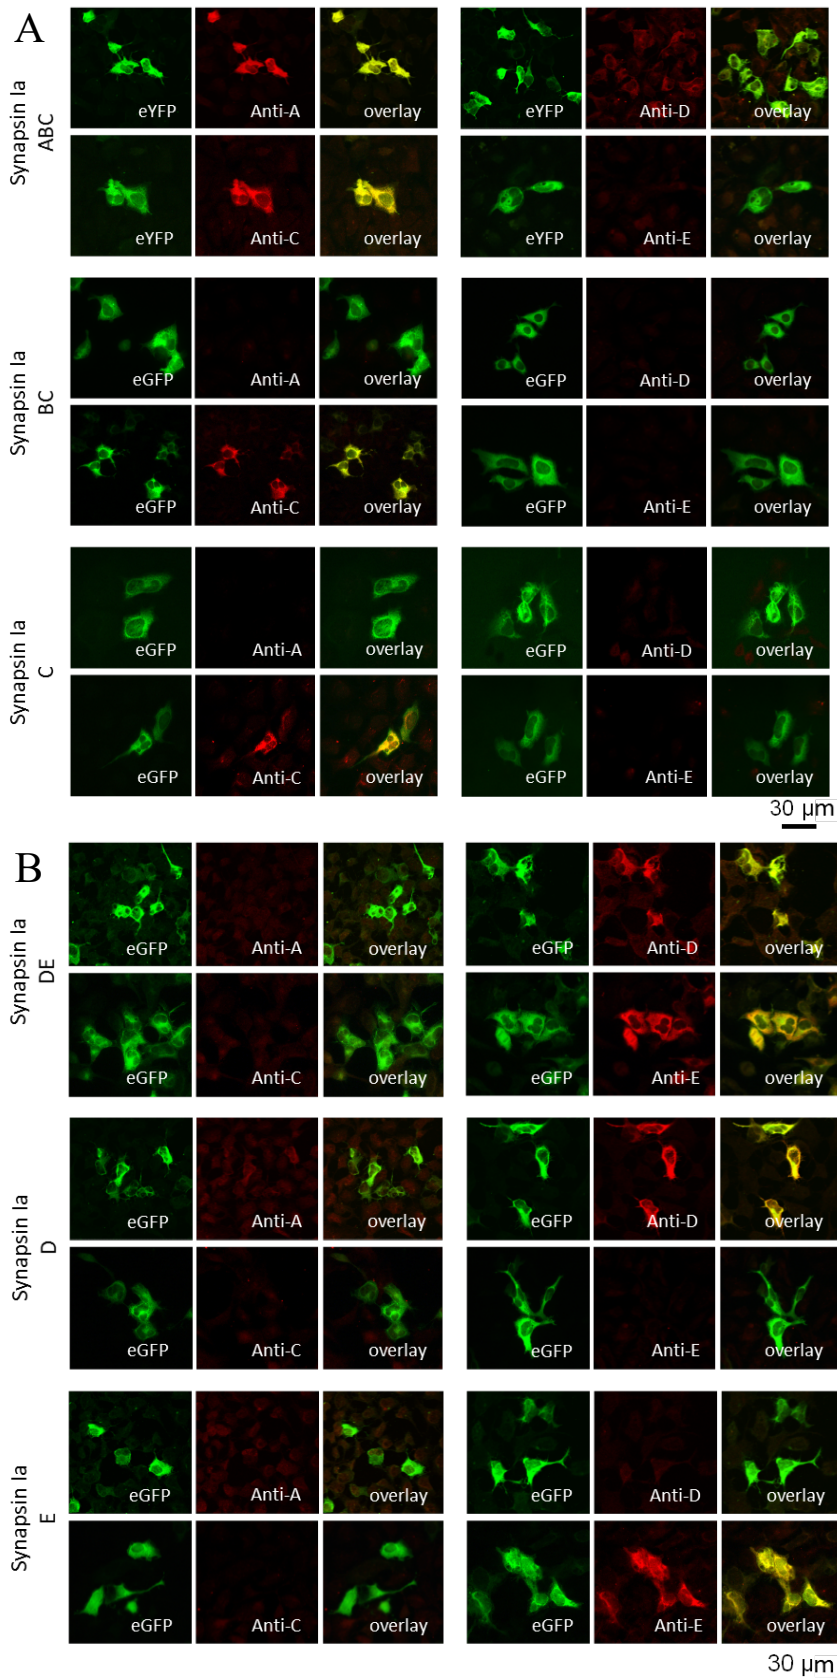 A
Synapsin Ia
ABC
eYFP
Anti-A
overlay
eYFP
Anti-D
overlay
eYFP
Anti-C
overlay
eYFP
Anti-E
overlay
Synapsin Ia
BC
eGFP
Anti-A
overlay
eGFP
Anti-D
overlay
eGFP
Anti-C
overlay
eGFP
Anti-E
overlay
Synapsin Ia
C
eGFP
Anti-A
overlay
eGFP
Anti-D
overlay
eGFP
Anti-C
overlay
eGFP
Anti-E
overlay
30 µm
B
Synapsin Ia
DE
eGFP
Anti-A
overlay
eGFP
Anti-D
overlay
eGFP
Anti-C
overlay
eGFP
Anti-E
overlay
Synapsin Ia
D
eGFP
Anti-A
overlay
eGFP
Anti-D
overlay
eGFP
Anti-C
overlay
eGFP
Anti-E
overlay
Synapsin Ia
E
eGFP
Anti-A
overlay
eGFP
Anti-D
overlay
eGFP
Anti-C
overlay
eGFP
Anti-E
overlay
30 µm